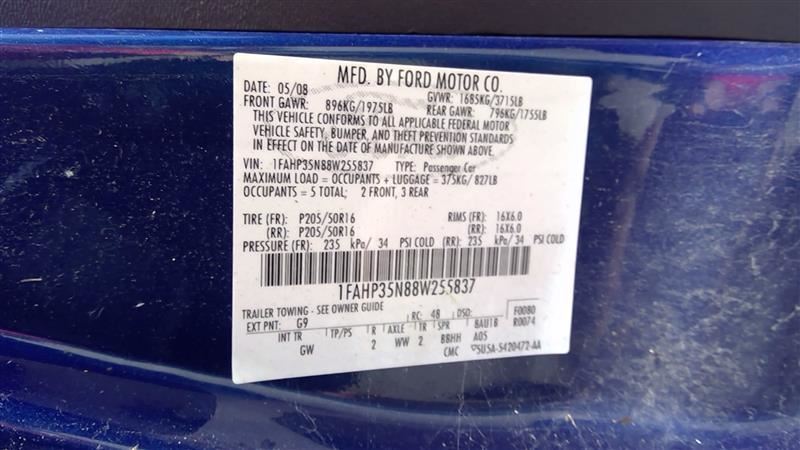 MFD. BY FORD MOTOR CO.
DATE: 05/08 GVWR: 1685KG/3715LB
FRONT GAWR: 896KG/1975LB REAR GAWR: 796KG/1755LB
THIS VEHICLE CONFORMS TO ALL APPLICABLE FEDERAL MOTOR
VEHICLE SAFETY, BUMPER, AND THEFT PREVENTION STANDARDS
IN EFFECT ON THE DATE OF MANUFACTURE SHOWN ABOVE.
VIN: 1FAHP35N88W255837 TYPE: Passenger Car
MAXIMUM LOAD = OCCUPANTS + LUGGAGE = 375KG/ 827LB
OCCUPANTS = 5 TOTAL; 2 FRONT, 3 REAR
TIRE (FR): P205/50R16 RIMS (FR): 16X6.0
(RR): P205/50R16 (RR): 16X6.0
PRESSURE (FR): 235 kPa/ 34 PSI COLD (RR): 235 kPa/ 34 PSI COLD
1FAHP35N88W255837
TRAILER TOWING - SEE OWNER GUIDE
EXT PNT: G9 RC: 48 DSO: F0080
INT TR TP/PS R AXLE TR SPR BAU18 R0074
GW 2 WW 2 BBHH A05
CMC 5U5A-5420472-AA